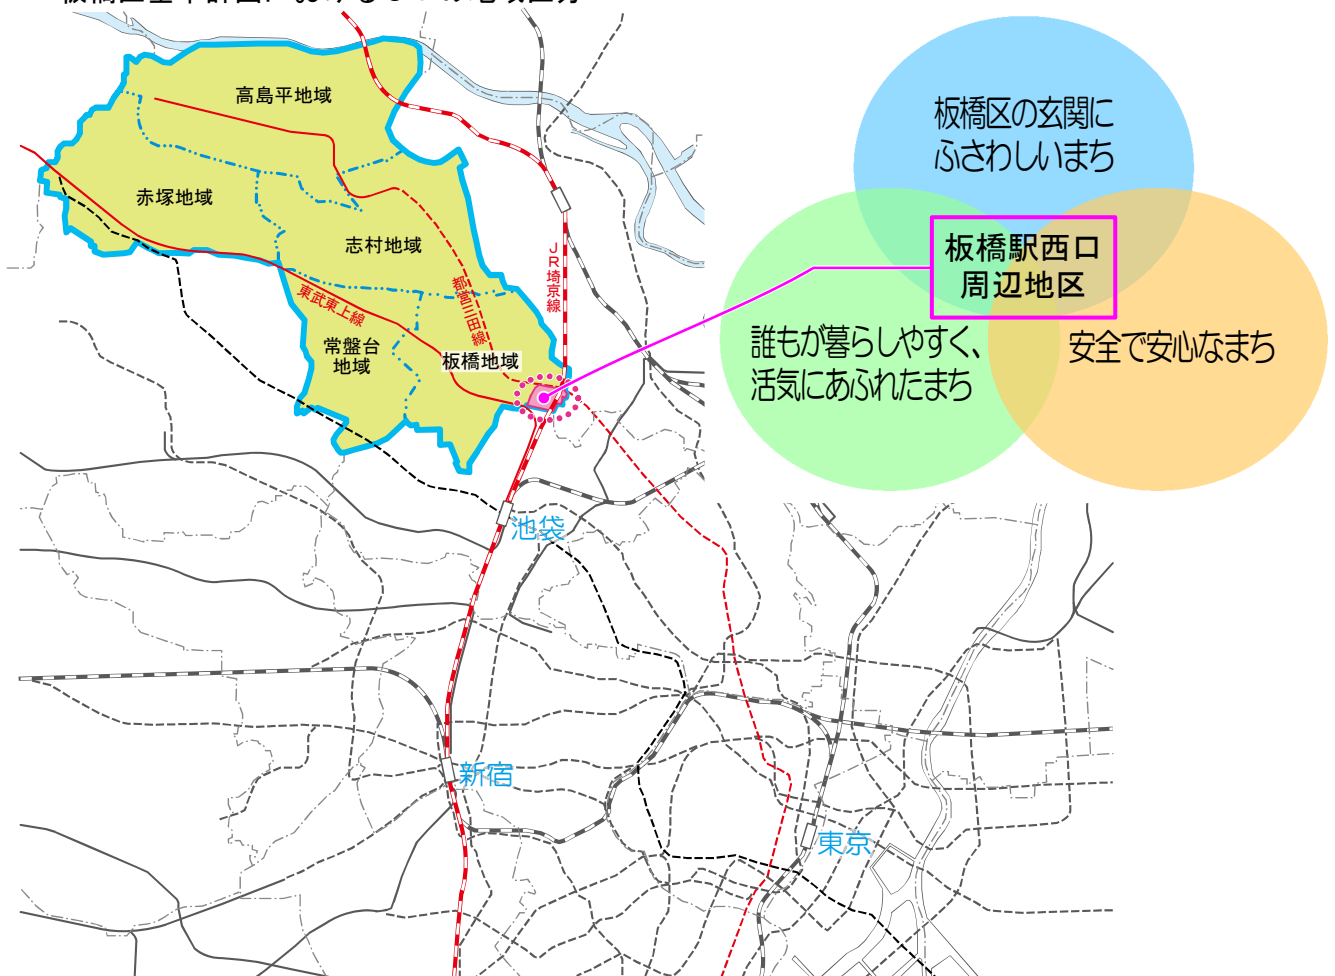 高島平地域
赤塚地域
志村地域
東武東上線
都営三田線
JR埼京線
常盤台
地域
板橋地域
池袋
新宿
東京
板橋区の玄関に
ふさわしいまち
板橋駅西口
周辺地区
誰もが暮らしやすく、
活気にあふれたまち
安全で安心なまち